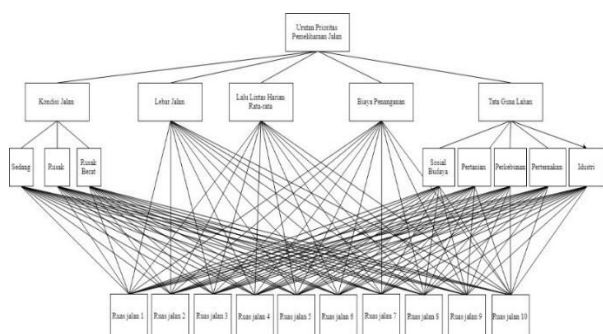 Urutan Prioritas
Pemeliharaan Jalan
Kondisi Jalan
Lebar Jalan
Lalu Lintas Harian
Rata-rata
Biaya Penanganan
Tata Guna Lahan
Sedang
Rusak
Rusak
Berat
Sosial
Budaya
Pertanian
Perkebunan
Peternakan
Idustri
Ruas jalan 1
Ruas jalan 2
Ruas jalan 3
Ruas jalan 4
Ruas jalan 5
Ruas jalan 6
Ruas jalan 7
Ruas jalan 8
Ruas jalan 9
Ruas jalan 10